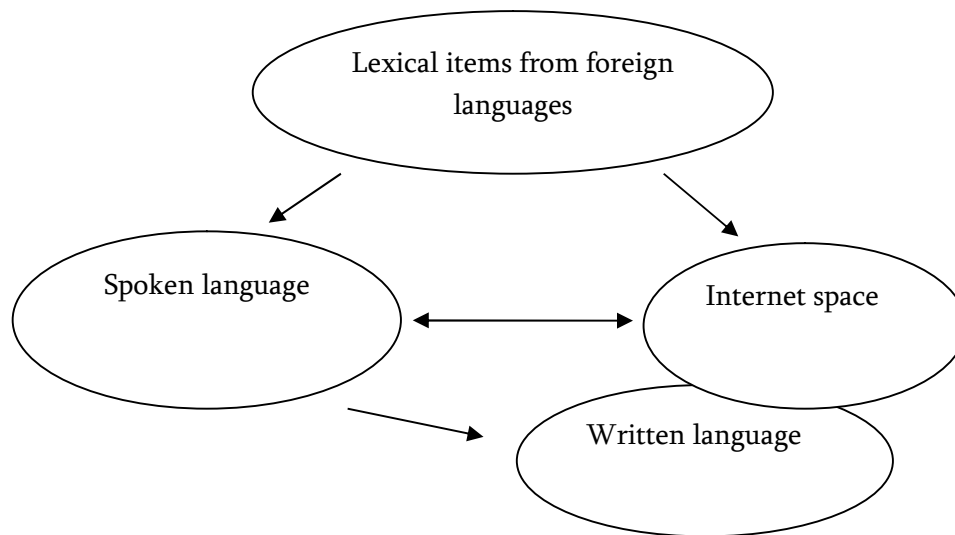 Lexical items from foreign
languages
Spoken language
Internet space
Written language